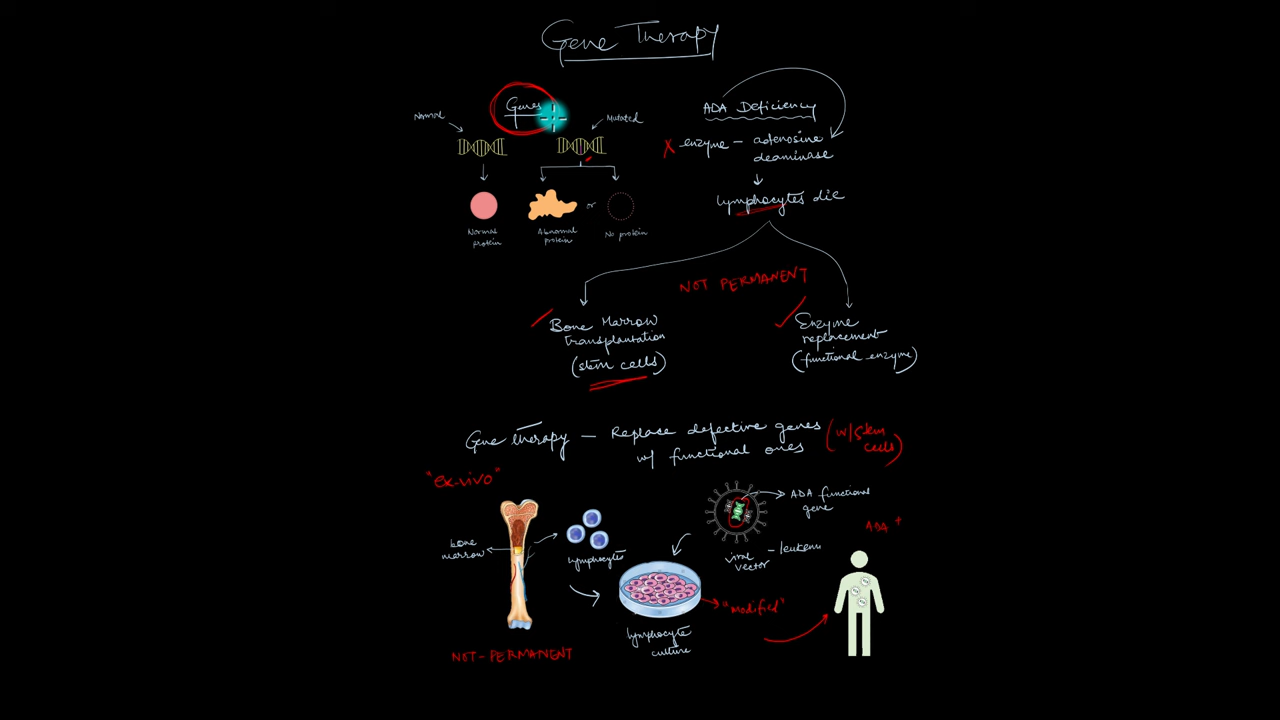 Gene Therapy
Genes
Normal
Mutated
Normal
protein
Abnormal
protein
or
No protein
ADA Deficiency
X enzyme – adenosine
deaminase
lymphocytes die
NOT PERMANENT
Bone Marrow
transplantation
(stem cells)
Enzyme
replacement
(functional enzyme)
Gene therapy – Replace defective genes
w/ functional ones
(w/ stem
cells)
"ex-vivo"
bone
marrow
lymphocytes
ADA functional
gene
viral
vector
lymphocyte
culture
"modified"
ADA +
NOT-PERMANENT